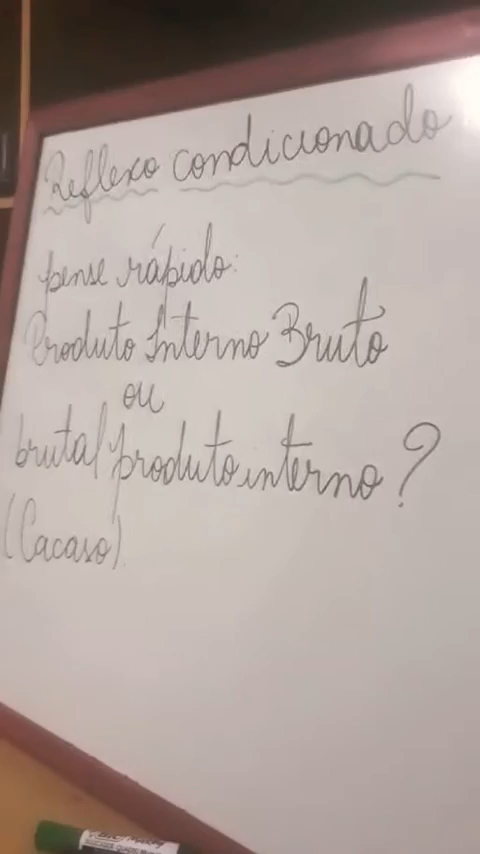 Reflexo condicionado
pense rápido:
Produto Interno Bruto
ou
brutal produto interno?
(Cacaso)